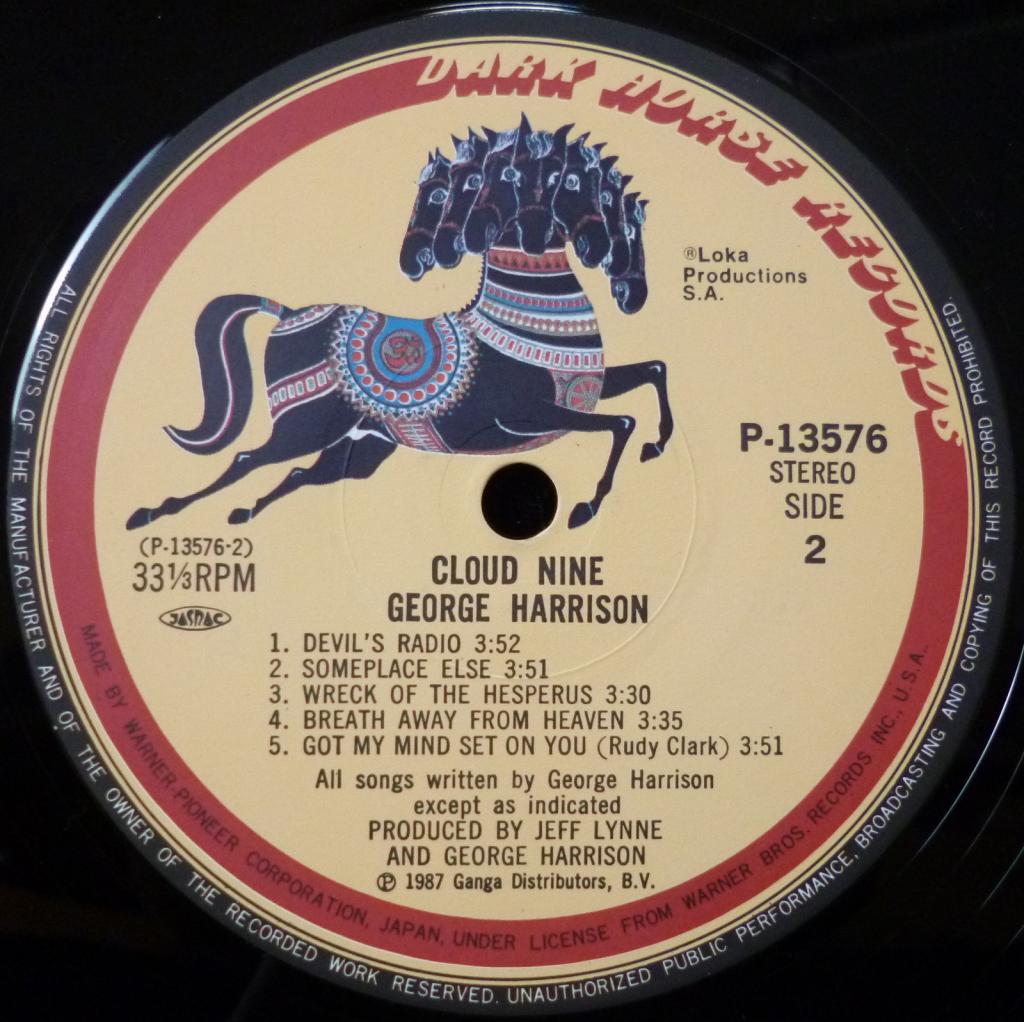 DARK HORSE RECORDS
®Loka
Productions
S.A.
P-13576
STEREO
SIDE
2
(P-13576-2)
33⅓RPM
JASRAC
CLOUD NINE
GEORGE HARRISON
1. DEVIL'S RADIO 3:52
2. SOMEPLACE ELSE 3:51
3. WRECK OF THE HESPERUS 3:30
4. BREATH AWAY FROM HEAVEN 3:35
5. GOT MY MIND SET ON YOU (Rudy Clark) 3:51
All songs written by George Harrison
except as indicated
PRODUCED BY JEFF LYNNE
AND GEORGE HARRISON
℗ 1987 Ganga Distributors, B.V.
MADE BY WARNER-PIONEER CORPORATION, JAPAN, UNDER LICENSE FROM WARNER BROS. RECORDS INC., U.S.A.
ALL RIGHTS OF THE MANUFACTURER AND OF THE OWNER OF THE RECORDED WORK RESERVED. UNAUTHORIZED PUBLIC PERFORMANCE, BROADCASTING AND COPYING OF THIS RECORD PROHIBITED.